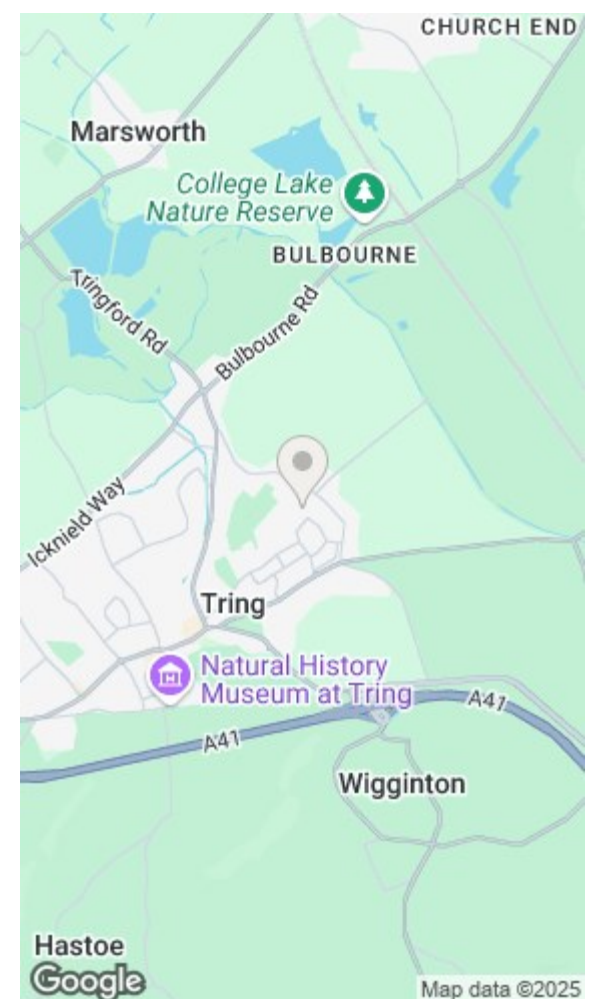 CHURCH END
Marsworth
College Lake
Nature Reserve
BULBOURNE
Tringford Rd
Bulbourne Rd
Icknield Way
Tring
Natural History
Museum at Tring
A41
A41
Wigginton
Hastoe
Google
Map data ©2025